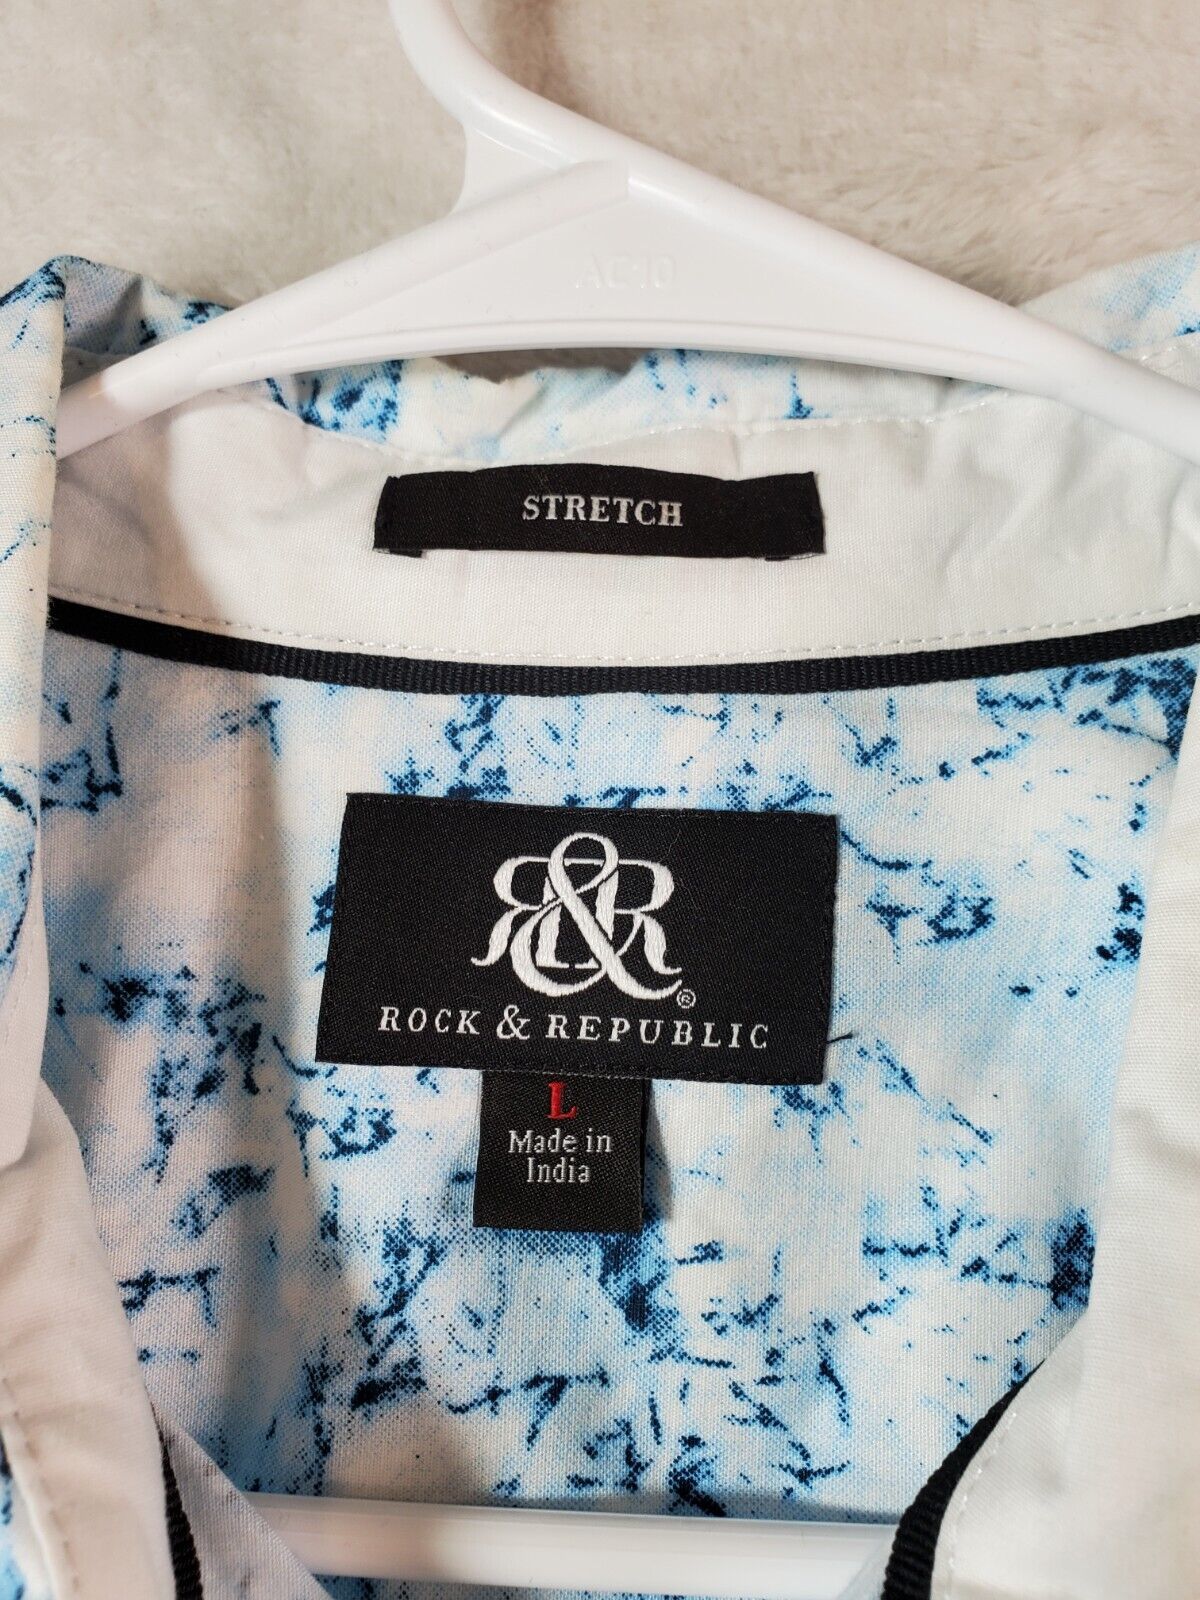 AC10
STRETCH
R&R®
ROCK & REPUBLIC
L
Made in
India